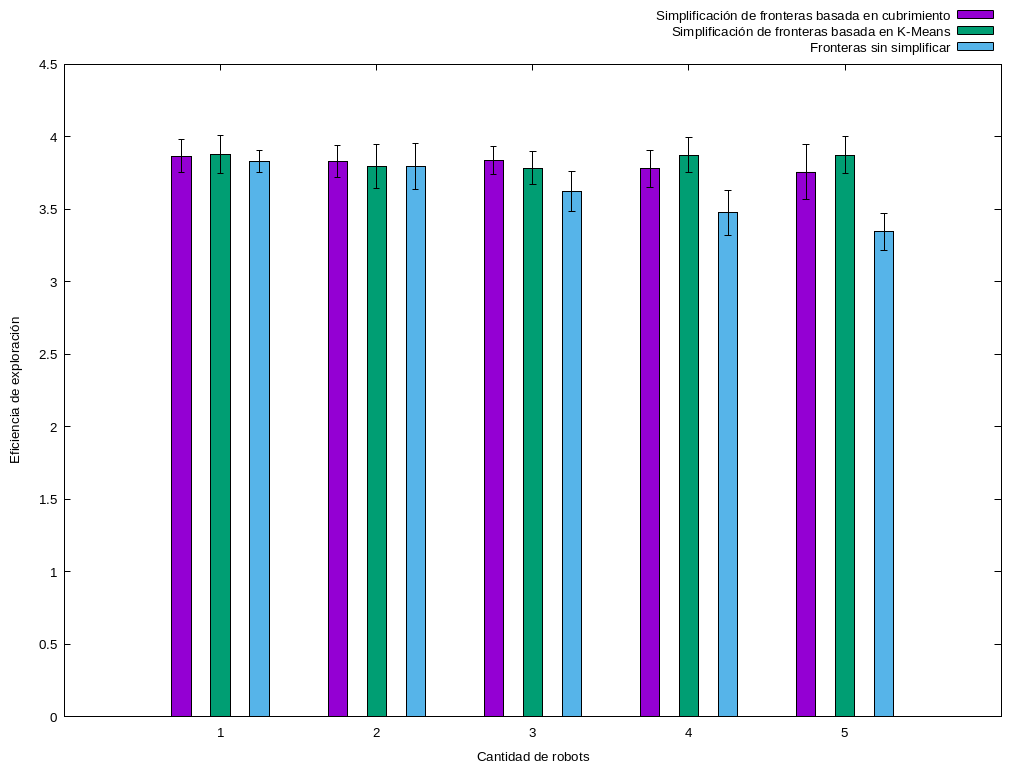 Simplificación de fronteras basada en cubrimiento
Simplificación de fronteras basada en K-Means
Fronteras sin simplificar
4.5
4
3.5
3
2.5
2
1.5
1
0.5
0
Eficiencia de exploración
1 2 3 4 5
Cantidad de robots